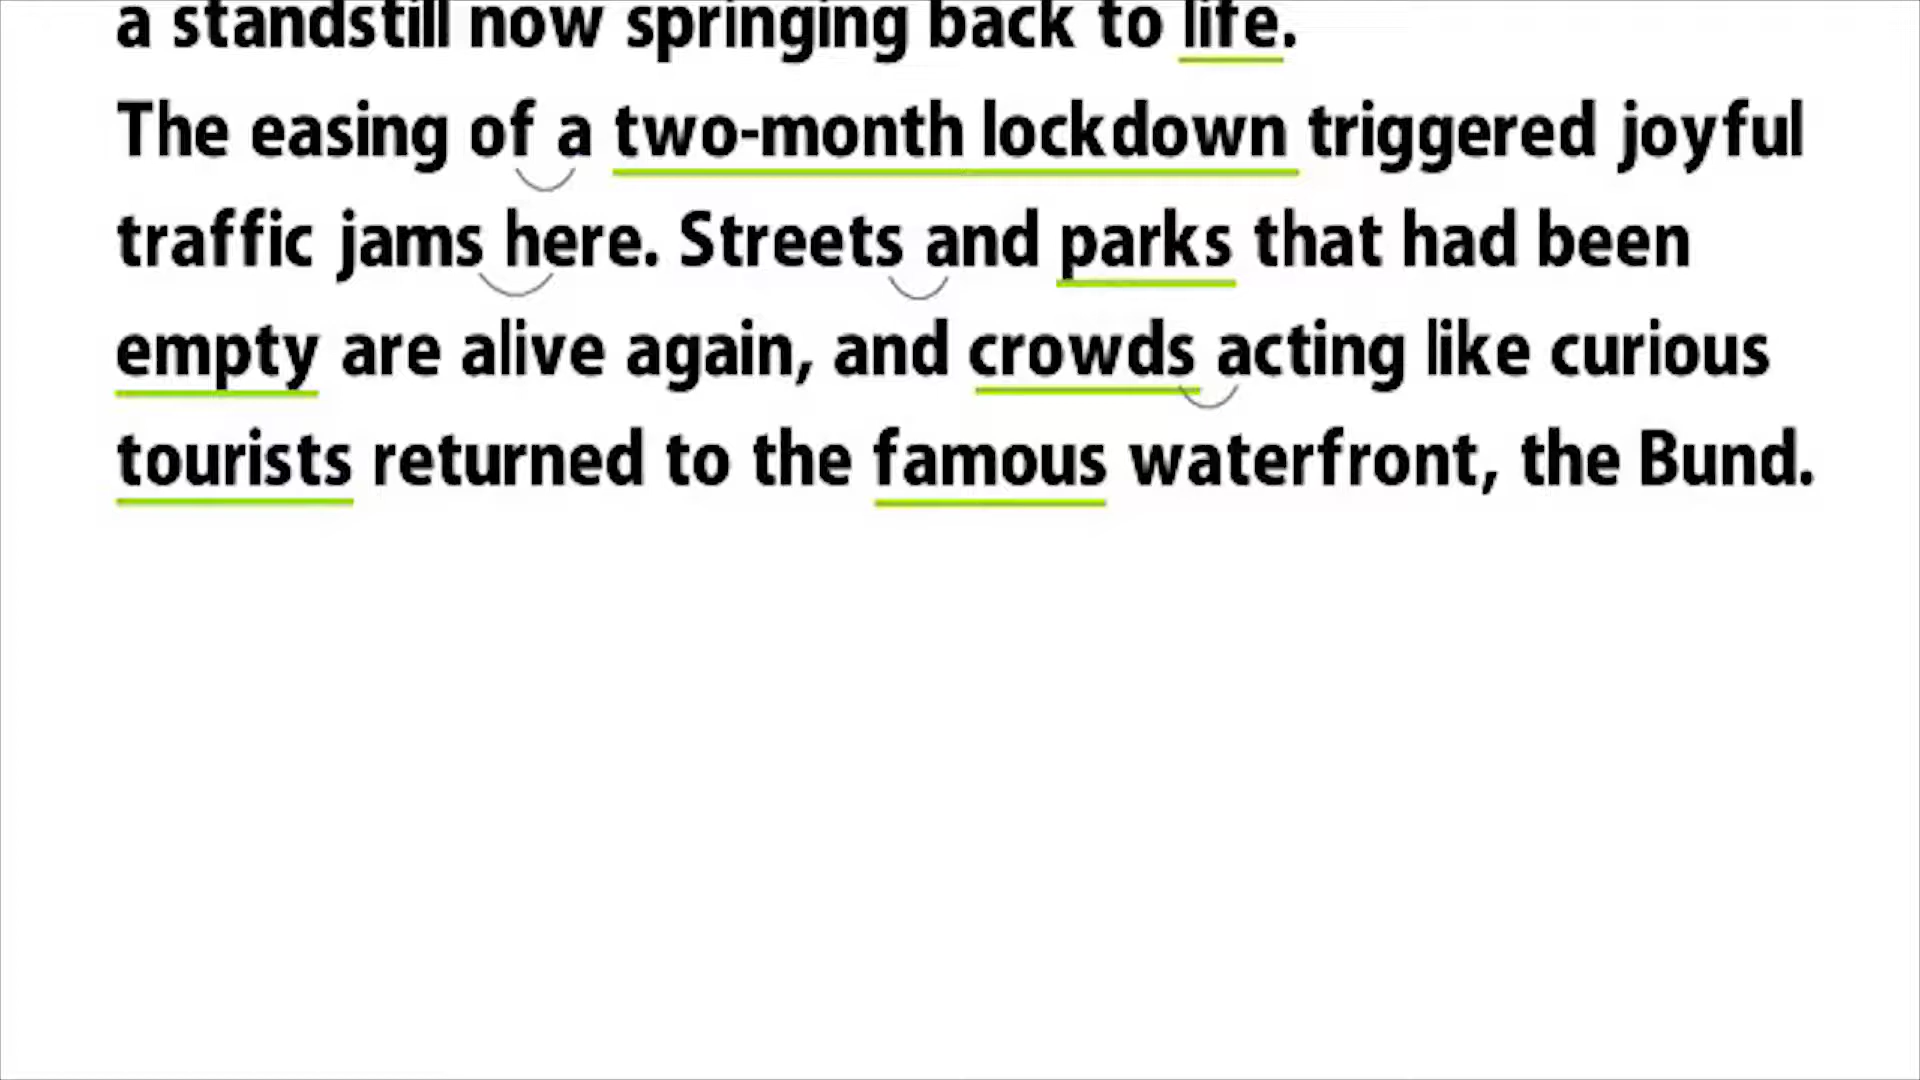 a standstill now springing back to life.
The easing of a two-month lockdown triggered joyful
traffic jams here. Streets and parks that had been
empty are alive again, and crowds acting like curious
tourists returned to the famous waterfront, the Bund.